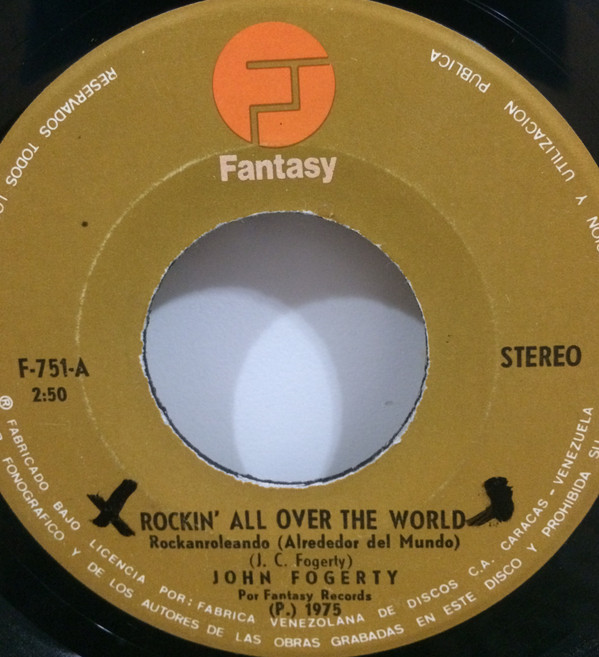 Fantasy
F-751-A
2:50
STEREO
ROCKIN' ALL OVER THE WORLD
Rockanroleando (Alrededor del Mundo)
(J. C. Fogerty)
JOHN FOGERTY
Por Fantasy Records
(P.) 1975
℗ FABRICADO BAJO LICENCIA POR: FABRICA VENEZOLANA DE DISCOS C.A. CARACAS - VENEZUELA
FONOGRAFICO Y DE LOS AUTORES DE LAS OBRAS GRABADAS EN ESTE DISCO Y PROHIBIDA SU
Y UTILIZACION PUBLICA
RESERVADOS TODOS